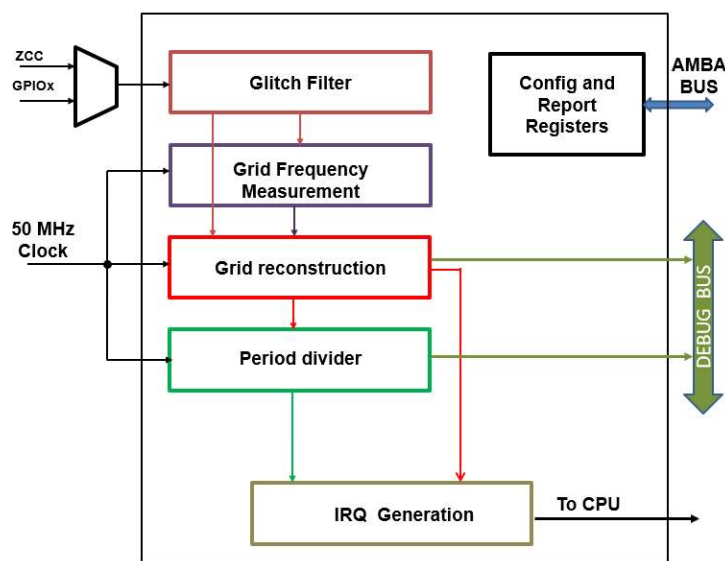 ZCC
GPIOx
Glitch Filter
Config and
Report
Registers
AMBA
BUS
Grid Frequency
Measurement
50 MHz
Clock
Grid reconstruction
Period divider
DEBUG BUS
IRQ Generation
To CPU